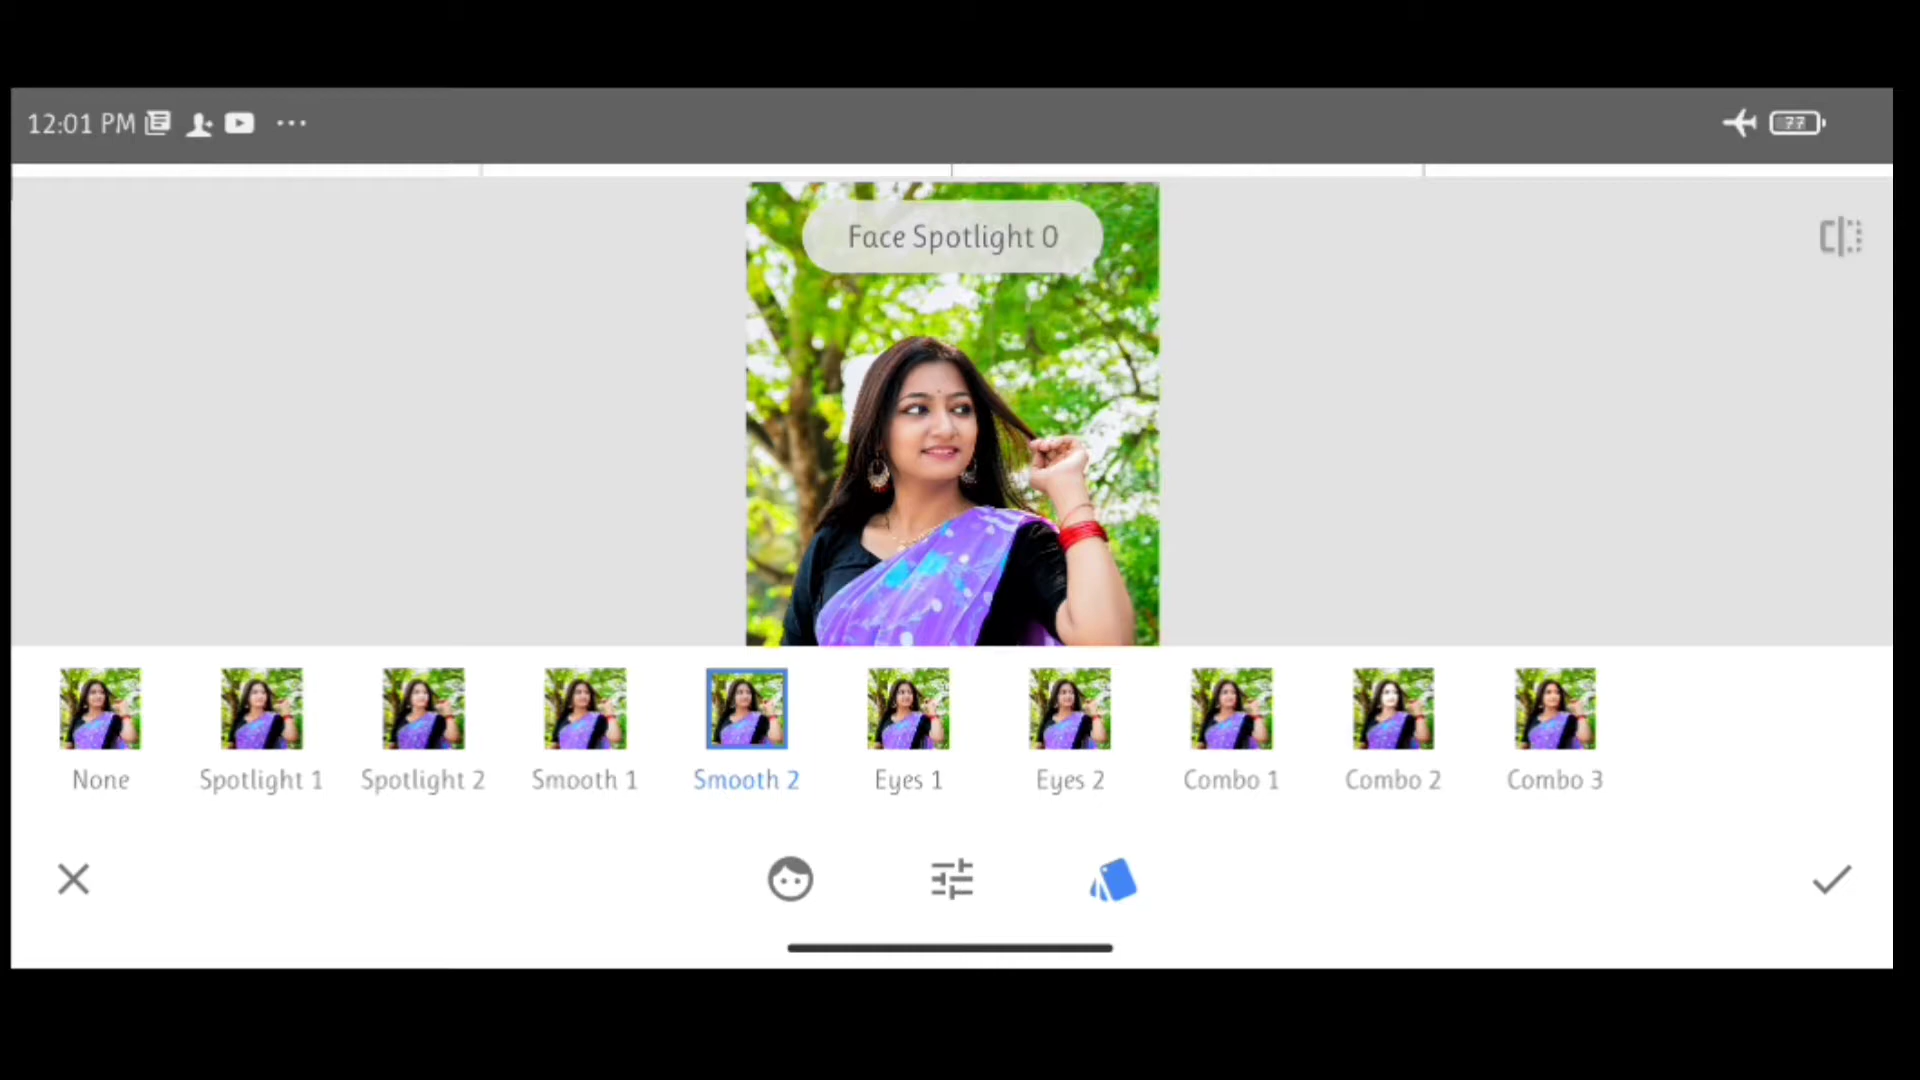 12:01 PM
77
Face Spotlight 0
None
Spotlight 1
Spotlight 2
Smooth 1
Smooth 2
Eyes 1
Eyes 2
Combo 1
Combo 2
Combo 3